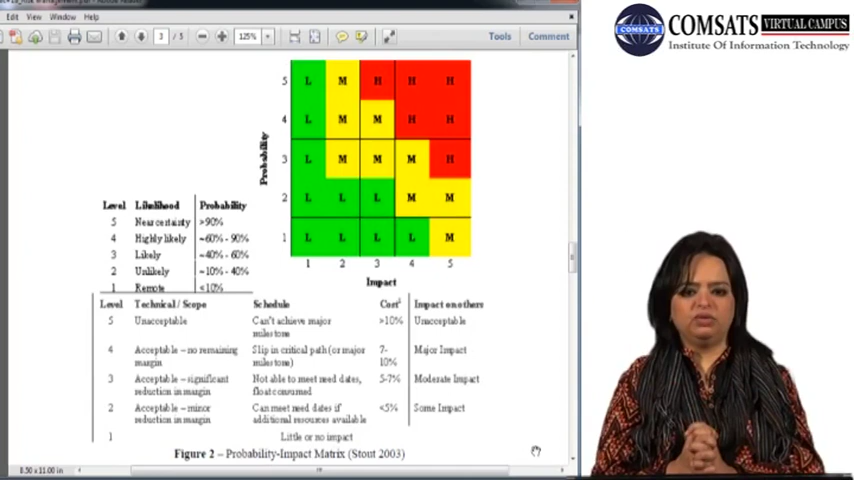 Edit View Window Help
3 / 5
125%
Tools
Comment
COMSATS
COMSATS VIRTUAL CAMPUS
Institute Of Information Technology
Probability
5 L M H H H
4 L M M H H
3 L M M M H
2 L L L M M
1 L L L L M
1 2 3 4 5
Impact
Level Likelihood Probability
5 Near certainty >90%
4 Highly likely ~60% - 90%
3 Likely ~40% - 60%
2 Unlikely ~10% - 40%
1 Remote <10%
Level Technical / Scope Schedule Cost Impact on others
5 Unacceptable Can't achieve major >10% Unacceptable
milestone
4 Acceptable – no remaining Slip in critical path (or major 7- Major Impact
margin milestone) 10%
3 Acceptable – significant Not able to meet need dates, 5-7% Moderate Impact
reduction in margin float consumed
2 Acceptable – minor Can meet need dates if <5% Some Impact
reduction in margin additional resources available
1 Little or no impact
Figure 2 – Probability-Impact Matrix (Stout 2003)
8.50 x 11.00 in